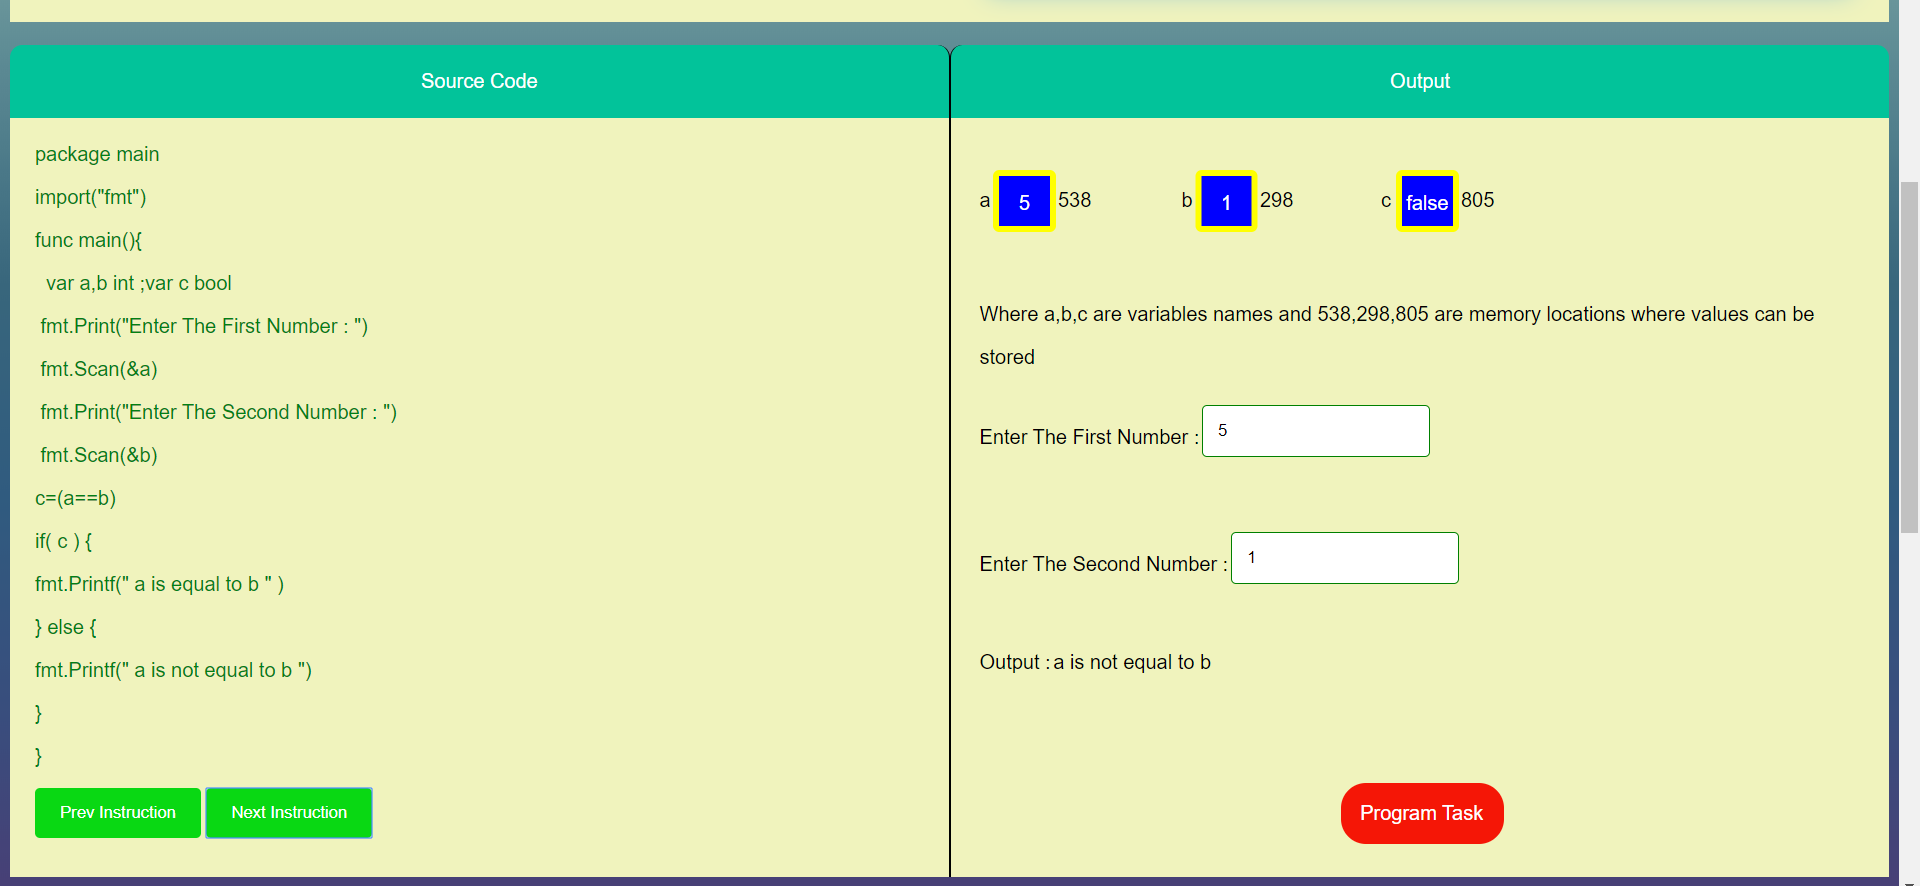 Source Code
package main
import("fmt")
func main(){
var a,b int ;var c bool
fmt.Print("Enter The First Number : ")
fmt.Scan(&a)
fmt.Print("Enter The Second Number : ")
fmt.Scan(&b)
c=(a==b)
if( c ) {
fmt.Printf(" a is equal to b " )
} else {
fmt.Printf(" a is not equal to b ")
}
}
Prev Instruction Next Instruction
Output
a 5 538 b 1 298 c false 805
Where a,b,c are variables names and 538,298,805 are memory locations where values can be
stored
Enter The First Number : 5
Enter The Second Number : 1
Output : a is not equal to b
Program Task